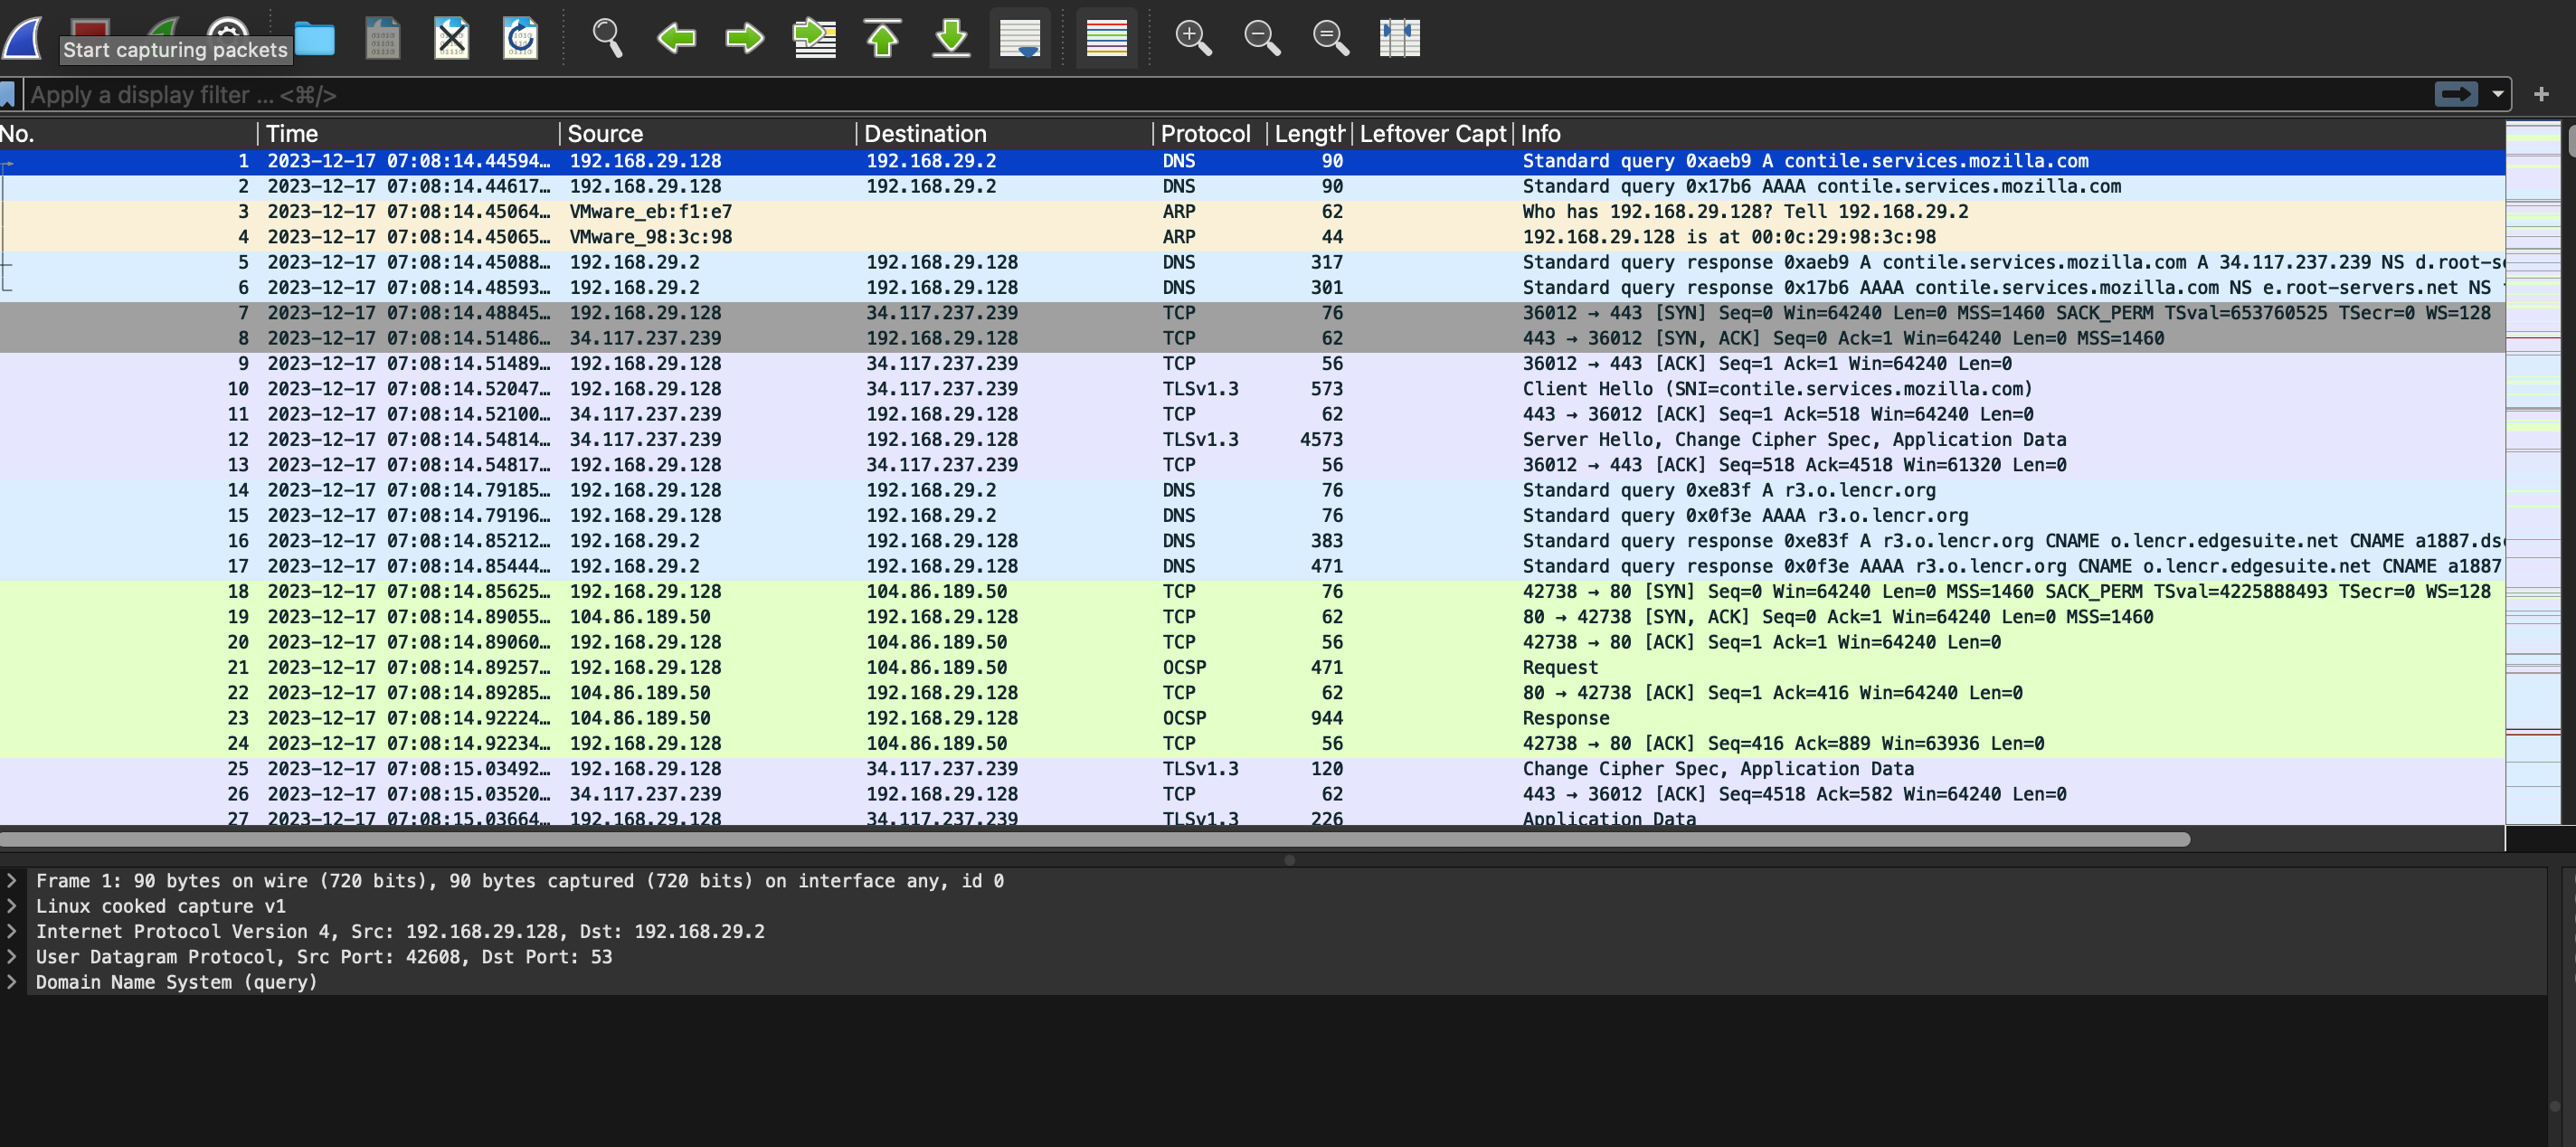 Start capturing packets
Apply a display filter ... <⌘/>
No. Time Source Destination Protocol Length Leftover Capt Info
1 2023-12-17 07:08:14.44594… 192.168.29.128 192.168.29.2 DNS 90 Standard query 0xaeb9 A contile.services.mozilla.com
2 2023-12-17 07:08:14.44617… 192.168.29.128 192.168.29.2 DNS 90 Standard query 0x17b6 AAAA contile.services.mozilla.com
3 2023-12-17 07:08:14.45064… VMware_eb:f1:e7 ARP 62 Who has 192.168.29.128? Tell 192.168.29.2
4 2023-12-17 07:08:14.45065… VMware_98:3c:98 ARP 44 192.168.29.128 is at 00:0c:29:98:3c:98
5 2023-12-17 07:08:14.45088… 192.168.29.2 192.168.29.128 DNS 317 Standard query response 0xaeb9 A contile.services.mozilla.com A 34.117.237.239 NS d.root-s
6 2023-12-17 07:08:14.48593… 192.168.29.2 192.168.29.128 DNS 301 Standard query response 0x17b6 AAAA contile.services.mozilla.com NS e.root-servers.net NS
7 2023-12-17 07:08:14.48845… 192.168.29.128 34.117.237.239 TCP 76 36012 → 443 [SYN] Seq=0 Win=64240 Len=0 MSS=1460 SACK_PERM TSval=653760525 TSecr=0 WS=128
8 2023-12-17 07:08:14.51486… 34.117.237.239 192.168.29.128 TCP 62 443 → 36012 [SYN, ACK] Seq=0 Ack=1 Win=64240 Len=0 MSS=1460
9 2023-12-17 07:08:14.51489… 192.168.29.128 34.117.237.239 TCP 56 36012 → 443 [ACK] Seq=1 Ack=1 Win=64240 Len=0
10 2023-12-17 07:08:14.52047… 192.168.29.128 34.117.237.239 TLSv1.3 573 Client Hello (SNI=contile.services.mozilla.com)
11 2023-12-17 07:08:14.52100… 34.117.237.239 192.168.29.128 TCP 62 443 → 36012 [ACK] Seq=1 Ack=518 Win=64240 Len=0
12 2023-12-17 07:08:14.54814… 34.117.237.239 192.168.29.128 TLSv1.3 4573 Server Hello, Change Cipher Spec, Application Data
13 2023-12-17 07:08:14.54817… 192.168.29.128 34.117.237.239 TCP 56 36012 → 443 [ACK] Seq=518 Ack=4518 Win=61320 Len=0
14 2023-12-17 07:08:14.79185… 192.168.29.128 192.168.29.2 DNS 76 Standard query 0xe83f A r3.o.lencr.org
15 2023-12-17 07:08:14.79196… 192.168.29.128 192.168.29.2 DNS 76 Standard query 0x0f3e AAAA r3.o.lencr.org
16 2023-12-17 07:08:14.85212… 192.168.29.2 192.168.29.128 DNS 383 Standard query response 0xe83f A r3.o.lencr.org CNAME o.lencr.edgesuite.net CNAME a1887.ds
17 2023-12-17 07:08:14.85444… 192.168.29.2 192.168.29.128 DNS 471 Standard query response 0x0f3e AAAA r3.o.lencr.org CNAME o.lencr.edgesuite.net CNAME a1887
18 2023-12-17 07:08:14.85625… 192.168.29.128 104.86.189.50 TCP 76 42738 → 80 [SYN] Seq=0 Win=64240 Len=0 MSS=1460 SACK_PERM TSval=4225888493 TSecr=0 WS=128
19 2023-12-17 07:08:14.89055… 104.86.189.50 192.168.29.128 TCP 62 80 → 42738 [SYN, ACK] Seq=0 Ack=1 Win=64240 Len=0 MSS=1460
20 2023-12-17 07:08:14.89060… 192.168.29.128 104.86.189.50 TCP 56 42738 → 80 [ACK] Seq=1 Ack=1 Win=64240 Len=0
21 2023-12-17 07:08:14.89257… 192.168.29.128 104.86.189.50 OCSP 471 Request
22 2023-12-17 07:08:14.89285… 104.86.189.50 192.168.29.128 TCP 62 80 → 42738 [ACK] Seq=1 Ack=416 Win=64240 Len=0
23 2023-12-17 07:08:14.92224… 104.86.189.50 192.168.29.128 OCSP 944 Response
24 2023-12-17 07:08:14.92234… 192.168.29.128 104.86.189.50 TCP 56 42738 → 80 [ACK] Seq=416 Ack=889 Win=63936 Len=0
25 2023-12-17 07:08:15.03492… 192.168.29.128 34.117.237.239 TLSv1.3 120 Change Cipher Spec, Application Data
26 2023-12-17 07:08:15.03520… 34.117.237.239 192.168.29.128 TCP 62 443 → 36012 [ACK] Seq=4518 Ack=582 Win=64240 Len=0
27 2023-12-17 07:08:15.03664… 192.168.29.128 34.117.237.239 TLSv1.3 226 Application Data
Frame 1: 90 bytes on wire (720 bits), 90 bytes captured (720 bits) on interface any, id 0
Linux cooked capture v1
Internet Protocol Version 4, Src: 192.168.29.128, Dst: 192.168.29.2
User Datagram Protocol, Src Port: 42608, Dst Port: 53
Domain Name System (query)